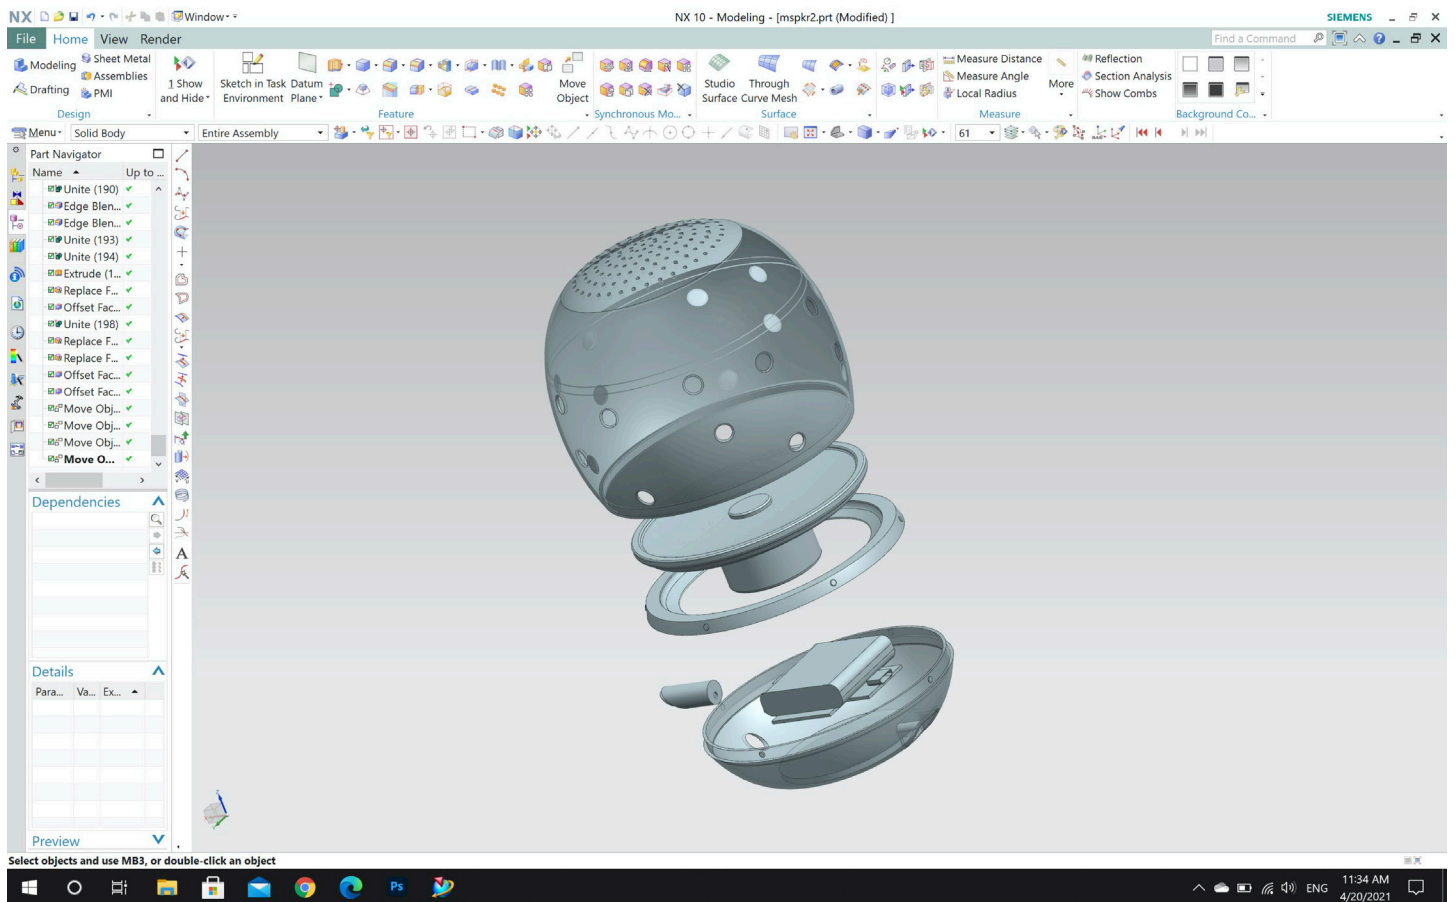 NX Window NX 10 - Modeling - [mspkr2.prt (Modified) ] SIEMENS
File Home View Render Find a Command
Modeling Sheet Metal Measure Distance Reflection
Assemblies 1 Show Sketch in Task Datum Move Studio Through Measure Angle More Section Analysis
Drafting PMI and Hide Environment Plane Object Surface Curve Mesh Local Radius Show Combs
Design Feature Synchronous Mo... Surface Measure Background Co...
Menu Solid Body Entire Assembly 61
Part Navigator
Name Up to ...
Unite (190)
Edge Blen...
Edge Blen...
Unite (193)
Unite (194)
Extrude (1...
Replace F...
Offset Fac...
Unite (198)
Replace F...
Replace F...
Offset Fac...
Offset Fac...
Move Obj...
Move Obj...
Move Obj...
Move O...
Dependencies
A
Details
Para... Va... Ex...
Preview
Select objects and use MB3, or double-click an object
Ps ENG 11:34 AM
4/20/2021